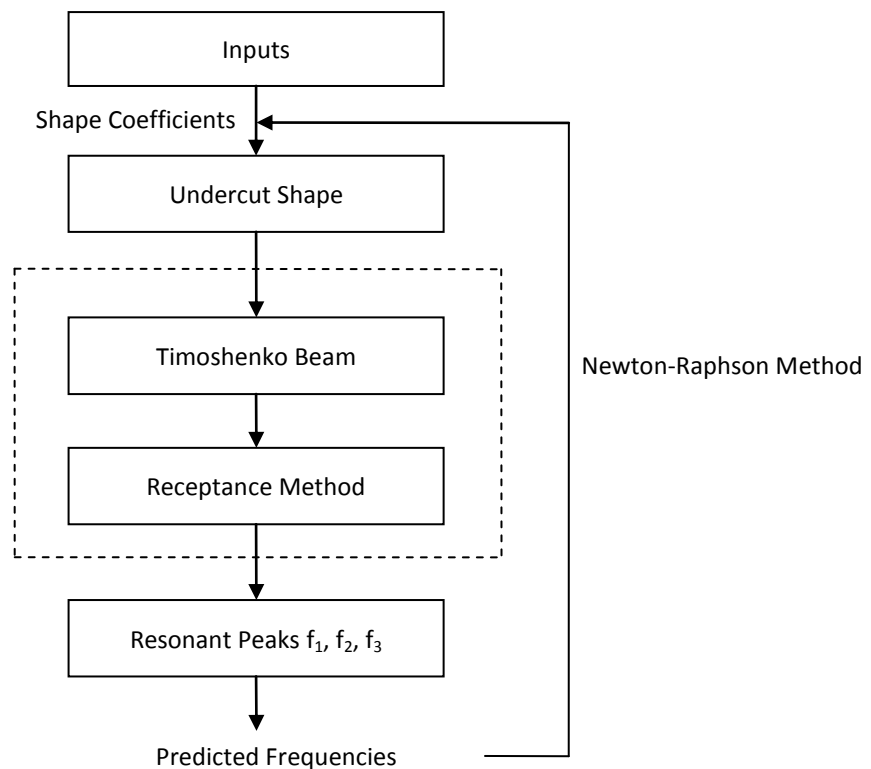 Inputs
Shape Coefficients
Undercut Shape
Timoshenko Beam
Newton-Raphson Method
Receptance Method
Resonant Peaks f₁, f₂, f₃
Predicted Frequencies